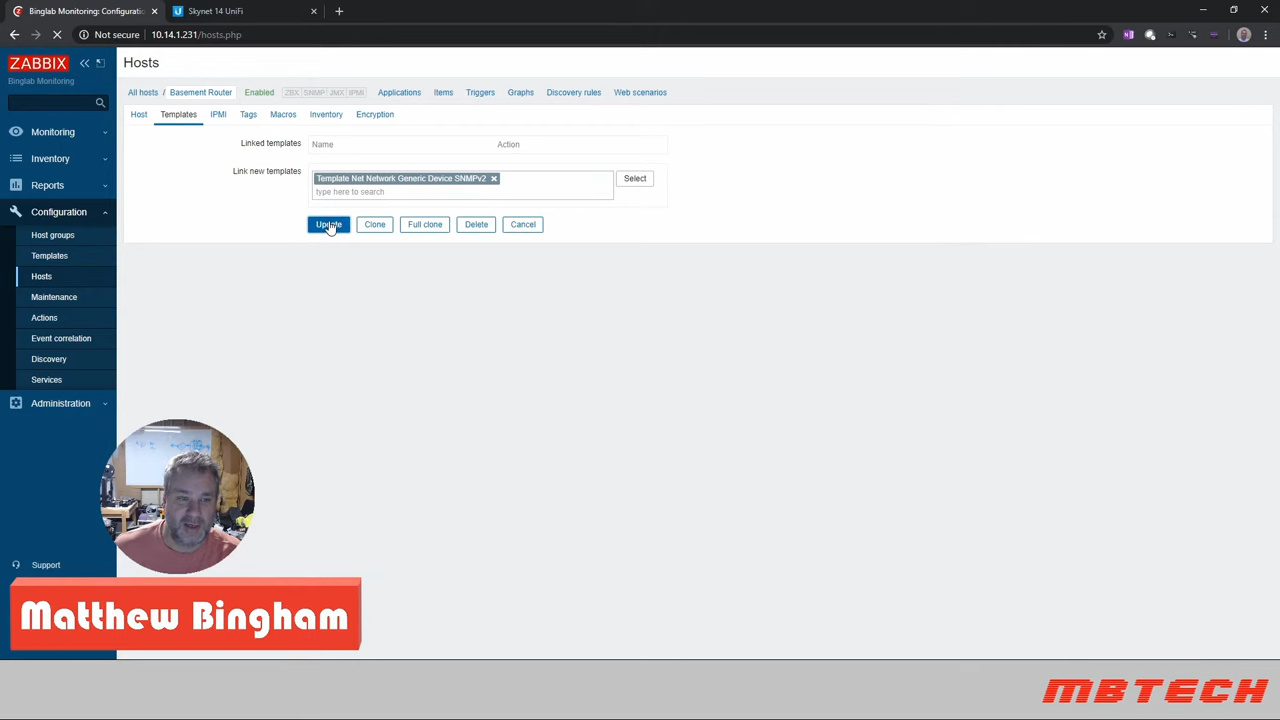 Binglab Monitoring: Configurati
Skynet 14 UniFi
Not secure 10.14.1.231/hosts.php
ZABBIX
Binglab Monitoring
Monitoring
Inventory
Reports
Configuration
Host groups
Templates
Hosts
Maintenance
Actions
Event correlation
Discovery
Services
Administration
Support
Hosts
All hosts / Basement Router Enabled ZBX SNMP JMX IPMI Applications Items Triggers Graphs Discovery rules Web scenarios
Host Templates IPMI Tags Macros Inventory Encryption
Linked templates Name Action
Link new templates Template Net Network Generic Device SNMPv2 Select
type here to search
Update Clone Full clone Delete Cancel
Matthew Bingham
MBTECH